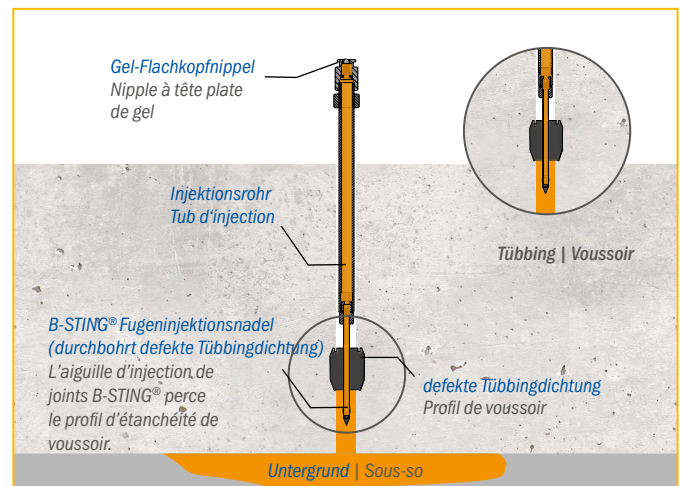 Gel-Flachkopfnippel
Nipple à tête plate
de gel
Injektionsrohr
Tub d'injection
Tübbing | Voussoir
B-STING® Fugeninjektionsnadel
(durchbohrt defekte Tübbingdichtung)
L'aiguille d'injection de
joints B-STING® perce
le profil d'étanchéité de
voussoir.
defekte Tübbingdichtung
Profil de voussoir
Untergrund | Sous-so